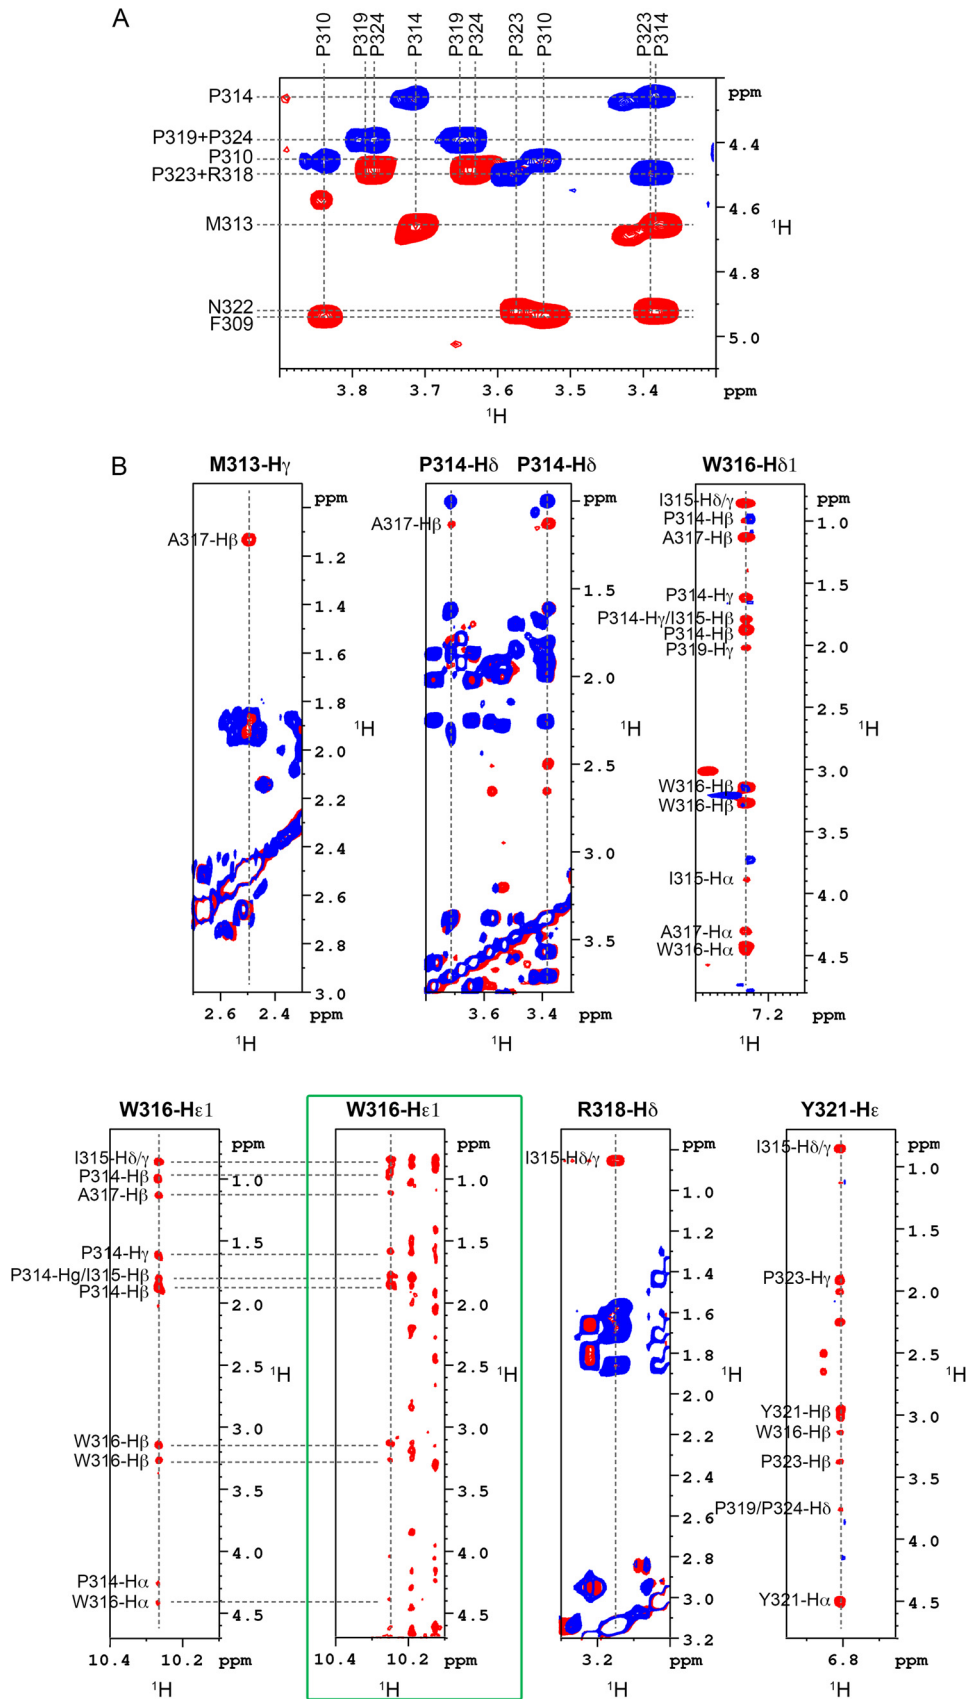 A
P310 P319 P324 P314 P319 P324 P323 P310 P323 P314
P314
P319+P324
P310
P323+R318
M313
N322
F309
ppm
4.4
4.6
4.8
5.0
¹H
3.8 3.7 3.6 3.5 3.4 ppm
¹H
B
M313-Hγ
ppm
A317-Hβ
1.2
1.4
1.6
1.8
2.0
2.2
2.4
2.6
2.8
3.0
¹H
2.6 2.4 ppm
¹H
P314-Hδ P314-Hδ
ppm
A317-Hβ
1.5
2.0
2.5
3.0
3.5
¹H
3.6 3.4 ppm
¹H
W316-Hδ1
ppm
I315-Hδ/γ
P314-Hβ
A317-Hβ
P314-Hγ
P314-Hγ/I315-Hβ
P314-Hβ
P319-Hγ
W316-Hβ
W316-Hβ
I315-Hα
A317-Hα
W316-Hα
1.0
1.5
2.0
2.5
3.0
3.5
4.0
4.5
¹H
7.2 ppm
¹H
W316-Hε1
ppm
I315-Hδ/γ
P314-Hβ
A317-Hβ
P314-Hγ
P314-Hg/I315-Hβ
P314-Hβ
W316-Hβ
W316-Hβ
P314-Hα
W316-Hα
1.0
1.5
2.0
2.5
3.0
3.5
4.0
4.5
¹H
10.4 10.2 ppm
¹H
W316-Hε1
ppm
1.0
1.5
2.0
2.5
3.0
3.5
4.0
4.5
¹H
10.4 10.2 ppm
¹H
R318-Hδ
ppm
I315-Hδ/γ
1.0
1.2
1.4
1.6
1.8
2.0
2.2
2.4
2.6
2.8
3.0
3.2
¹H
3.2 ppm
¹H
Y321-Hε
ppm
I315-Hδ/γ
P323-Hγ
Y321-Hβ
W316-Hβ
P323-Hβ
P319/P324-Hδ
Y321-Hα
1.0
1.5
2.0
2.5
3.0
3.5
4.0
4.5
¹H
6.8 ppm
¹H